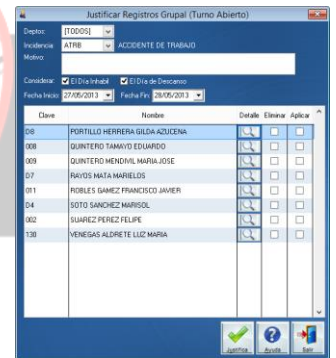 Justificar Registros Grupal (Turno Abierto)
Deptos: [TODOS]
Incidencia: ATRB ACCIDENTE DE TRABAJO
Motivo:
Considerar: El Día Inhabil El Día de Descanso
Fecha Inicio: 27/05/2013 Fecha Fin: 28/05/2013
Clave Nombre Detalle Eliminar Aplicar
D8 PORTILLO HERRERA GILDA AZUCENA
008 QUINTERO TAMAYO EDUARDO
009 QUINTERO MENDIVIL MARIA JOSE
D7 RAYOS MATA MARIELOS
011 ROBLES GAMEZ FRANCISCO JAVIER
D4 SOTO SANCHEZ MARISOL
002 SUAREZ PEREZ FELIPE
130 VENEGAS ALDRETE LUZ MARIA
Justifica Ayuda Salir